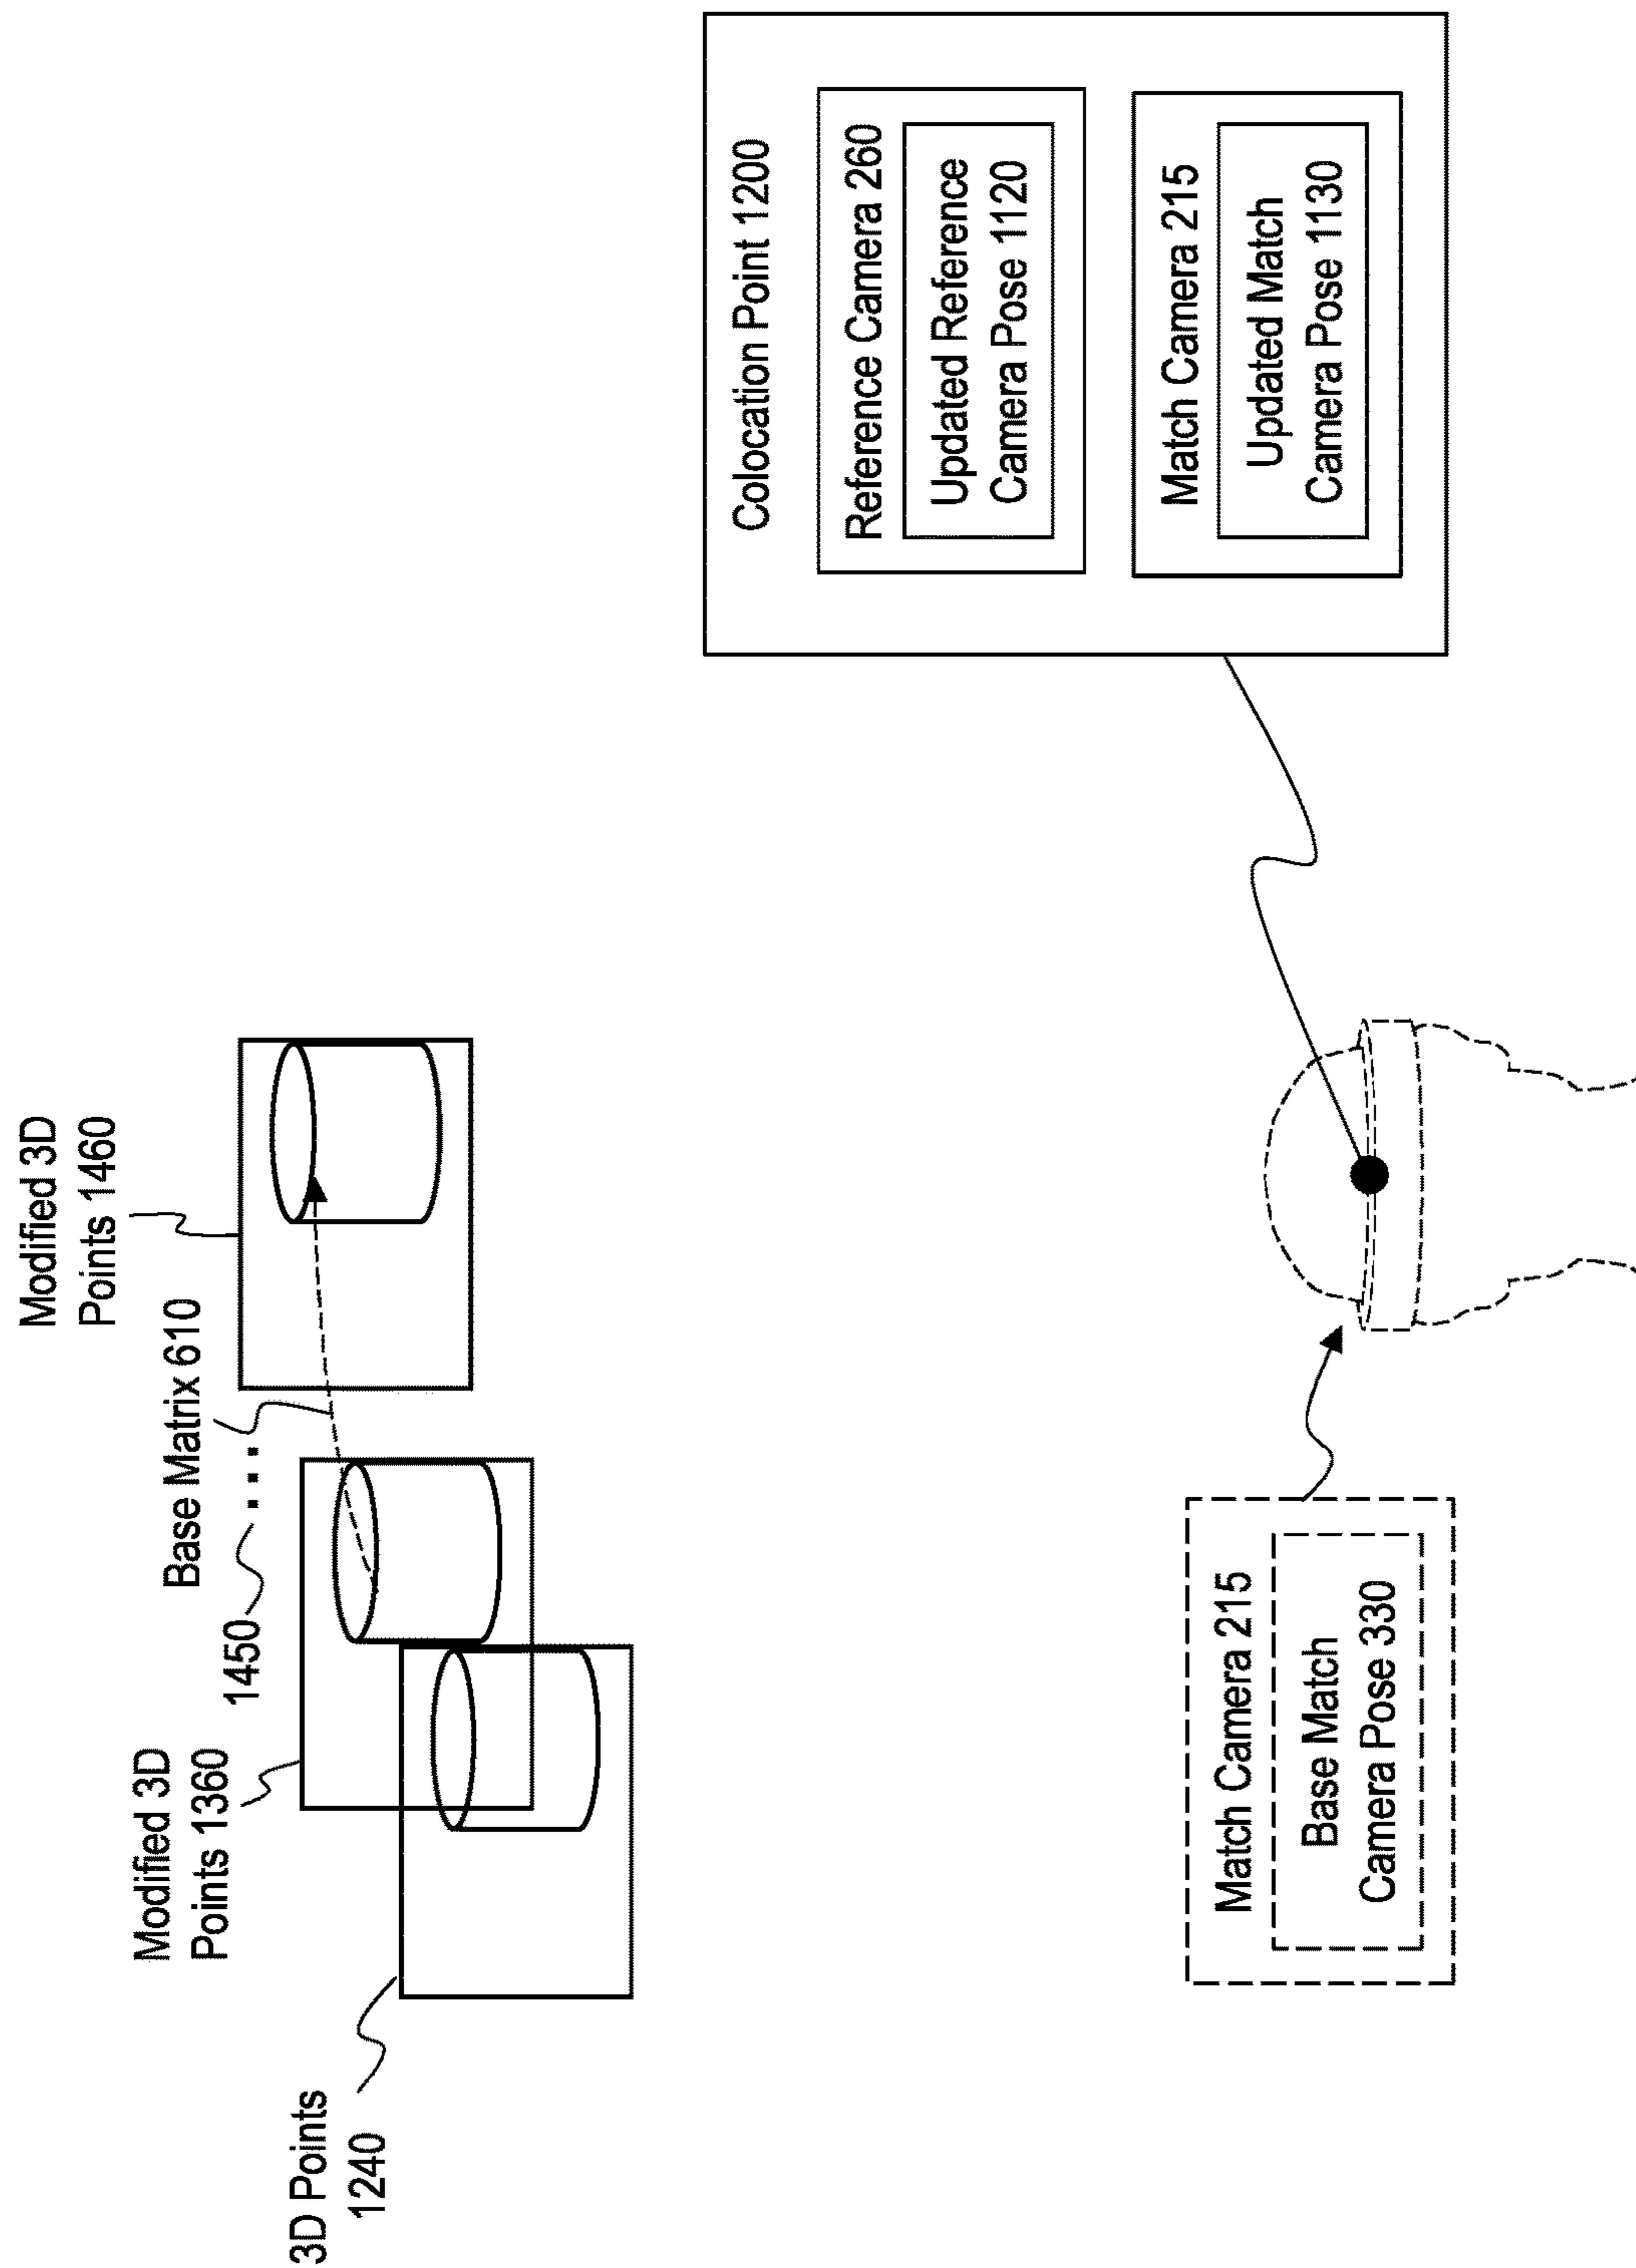 3D Points
1240
Modified 3D
Points 1360
1450
Base Matrix 610
Modified 3D
Points 1460
Match Camera 215
Base Match
Camera Pose 330
Colocation Point 1200
Reference Camera 260
Updated Reference
Camera Pose 1120
Match Camera 215
Updated Match
Camera Pose 1130